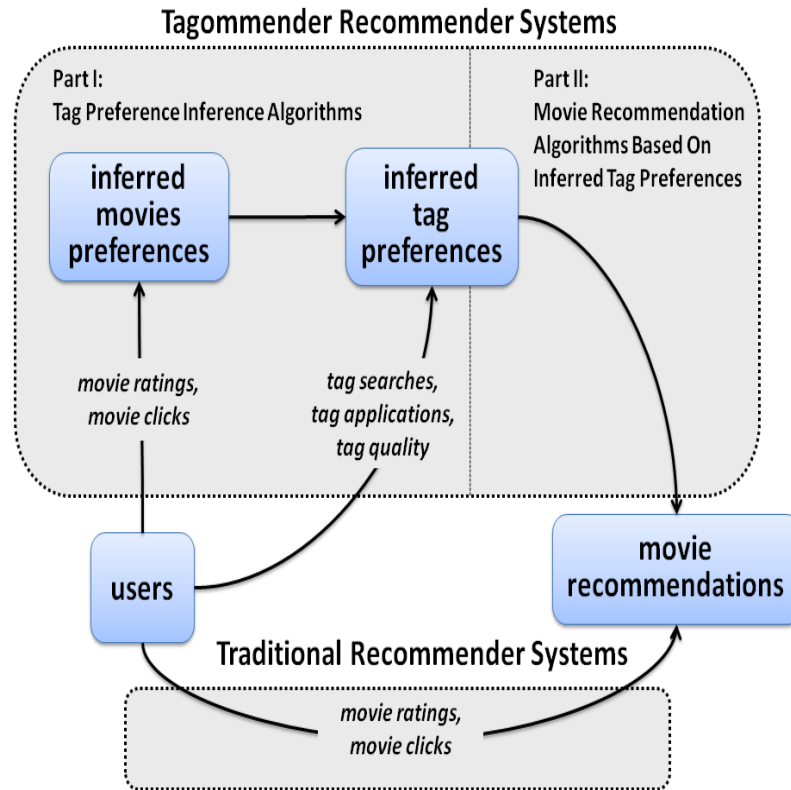 Tagommender Recommender Systems
Part I:
Tag Preference Inference Algorithms
Part II:
Movie Recommendation
Algorithms Based On
Inferred Tag Preferences
inferred
movies
preferences
inferred
tag
preferences
movie ratings,
movie clicks
tag searches,
tag applications,
tag quality
users
movie
recommendations
Traditional Recommender Systems
movie ratings,
movie clicks